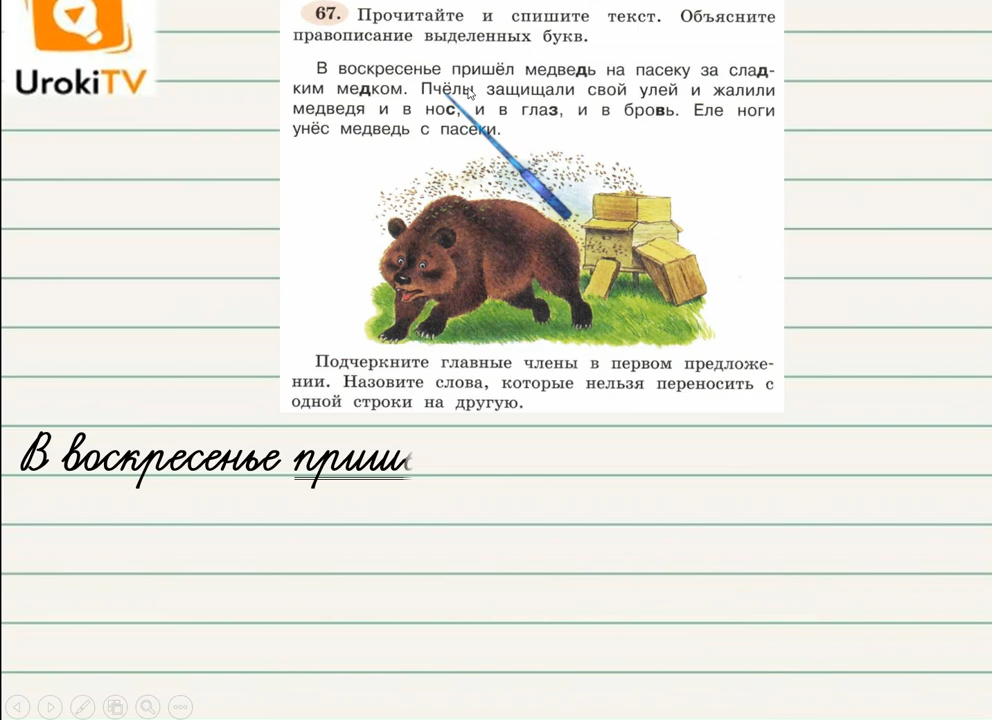 UrokiTV
67. Прочитайте и спишите текст. Объясните
правописание выделенных букв.
В воскресенье пришёл медведь на пасеку за слад-
ким медком. Пчёлы защищали свой улей и жалили
медведя и в нос, и в глаз, и в бровь. Еле ноги
унёс медведь с пасеки.
Подчеркните главные члены в первом предложе-
нии. Назовите слова, которые нельзя переносить с
одной строки на другую.
В воскресенье приш